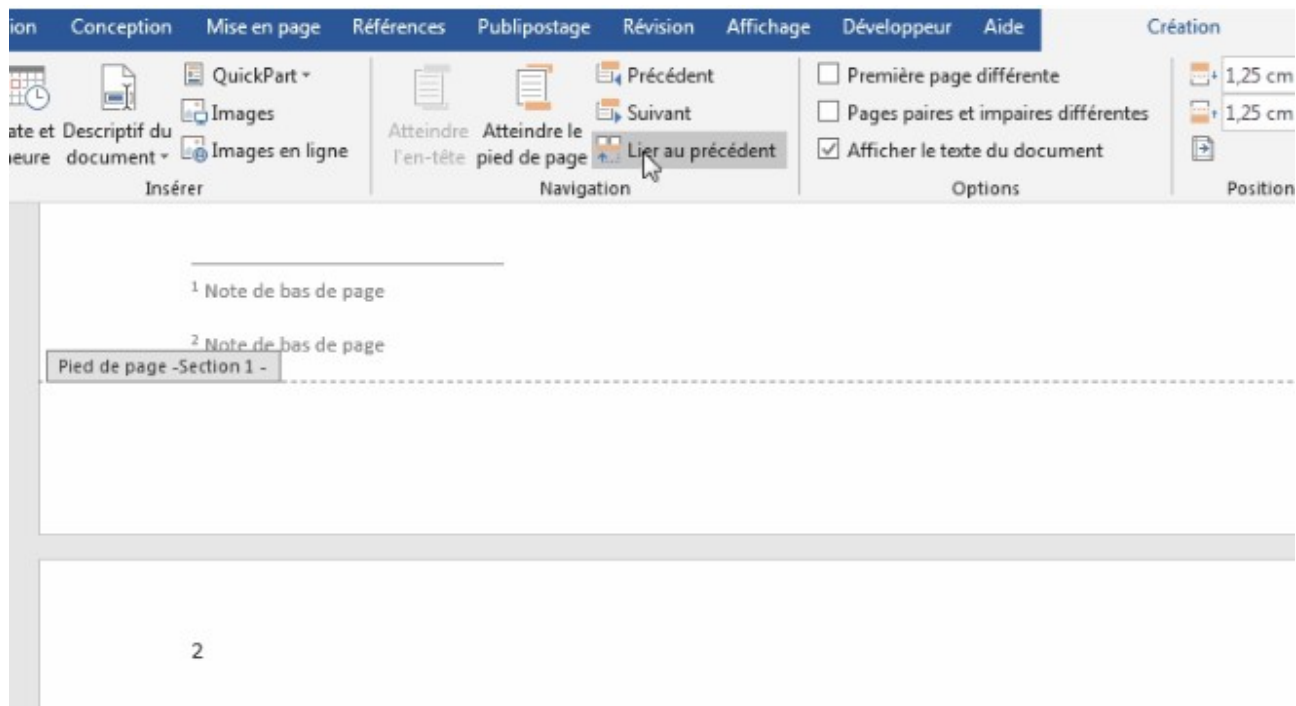 ion Conception Mise en page Références Publipostage Révision Affichage Développeur Aide Création
QuickPart
Images
Images en ligne
ate et
heure
Descriptif du
document
Insérer
Atteindre
l'en-tête
Atteindre le
pied de page
Précédent
Suivant
Lier au précédent
Navigation
Première page différente
Pages paires et impaires différentes
Afficher le texte du document
Options
1,25 cm
1,25 cm
Position
1 Note de bas de page
2 Note de bas de page
Pied de page -Section 1 -
2